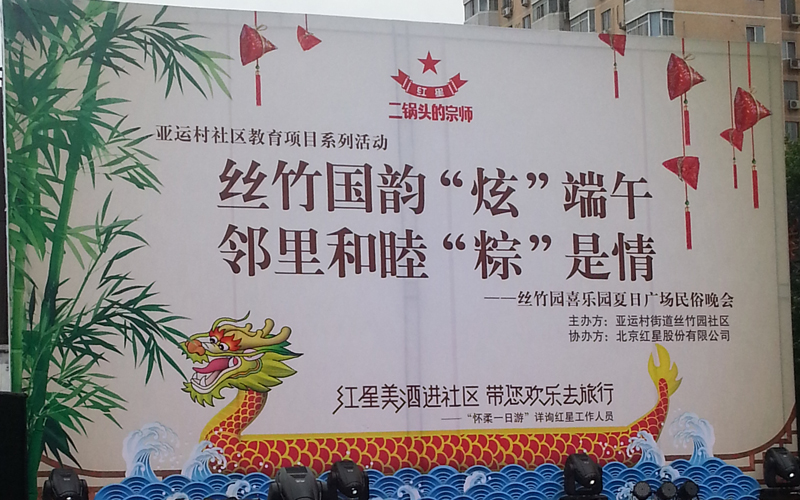 红星
二锅头的宗师
亚运村社区教育项目系列活动
丝竹国韵“炫”端午
邻里和睦“粽”是情
——丝竹园喜乐园夏日广场民俗晚会
主办方：亚运村街道丝竹园社区
协办方：北京红星股份有限公司
红星美酒进社区 带您欢乐去旅行
——“怀柔一日游”详询红星工作人员